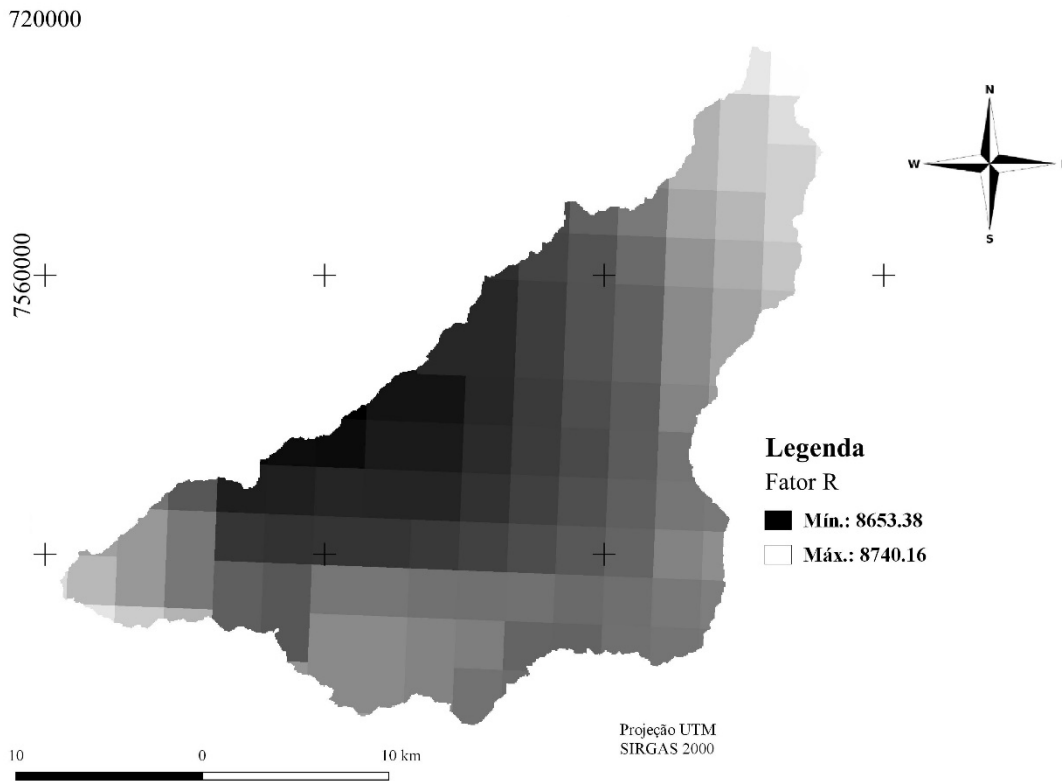 720000
N
W
S
7560000
Legenda
Fator R
Mín.: 8653.38
Máx.: 8740.16
Projeção UTM
SIRGAS 2000
10 0 10 km